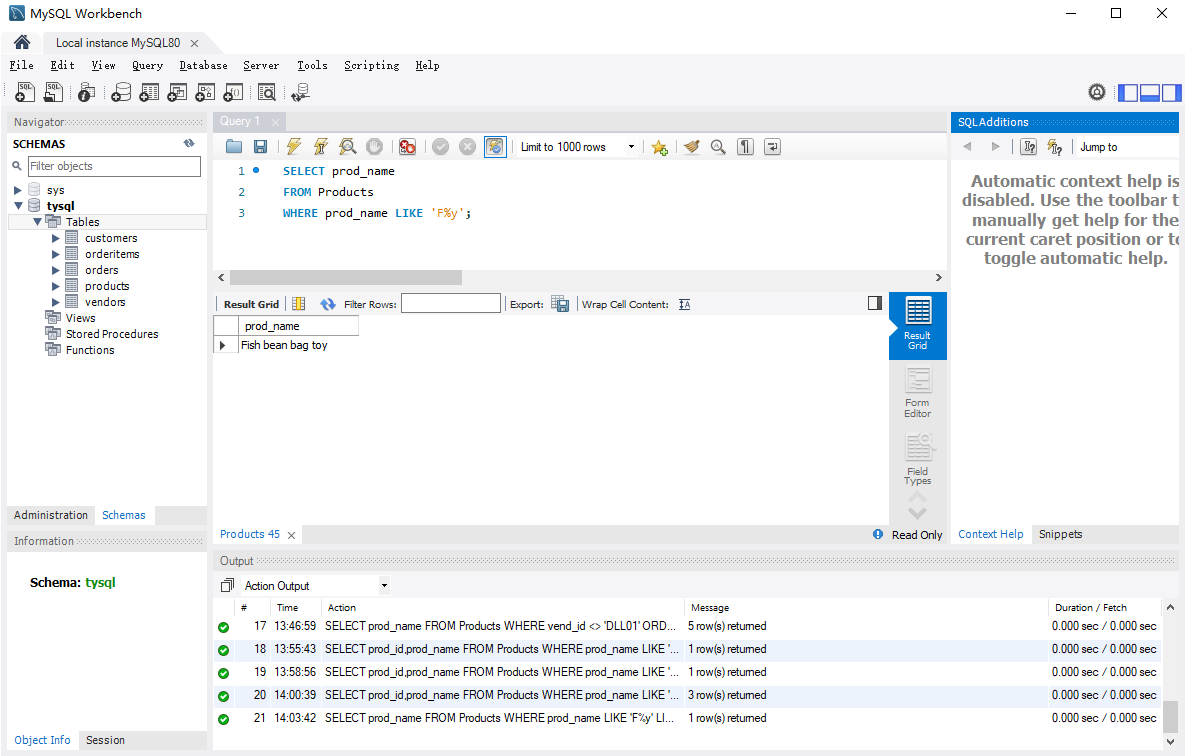 MySQL Workbench
Local instance MySQL80
File Edit View Query Database Server Tools Scripting Help
Navigator
SCHEMAS
Filter objects
sys
tysql
Tables
customers
orderitems
orders
products
vendors
Views
Stored Procedures
Functions
Administration Schemas
Information
Schema: tysql
Object Info Session
Query 1
Limit to 1000 rows
1 SELECT prod_name
2 FROM Products
3 WHERE prod_name LIKE 'F%y';
Result Grid Filter Rows: Export: Wrap Cell Content:
prod_name
Fish bean bag toy
Result
Grid
Form
Editor
Field
Types
Products 45
Read Only
SQLAdditions
Jump to
Automatic context help is
disabled. Use the toolbar t
manually get help for the
current caret position or to
toggle automatic help.
Context Help Snippets
Output
Action Output
# Time Action Message Duration / Fetch
17 13:46:59 SELECT prod_name FROM Products WHERE vend_id <> 'DLL01' ORD... 5 row(s) returned 0.000 sec / 0.000 sec
18 13:55:43 SELECT prod_id,prod_name FROM Products WHERE prod_name LIKE '... 1 row(s) returned 0.000 sec / 0.000 sec
19 13:58:56 SELECT prod_id,prod_name FROM Products WHERE prod_name LIKE '... 1 row(s) returned 0.000 sec / 0.000 sec
20 14:00:39 SELECT prod_id,prod_name FROM Products WHERE prod_name LIKE '... 3 row(s) returned 0.000 sec / 0.000 sec
21 14:03:42 SELECT prod_name FROM Products WHERE prod_name LIKE 'F%y' LI... 1 row(s) returned 0.000 sec / 0.000 sec